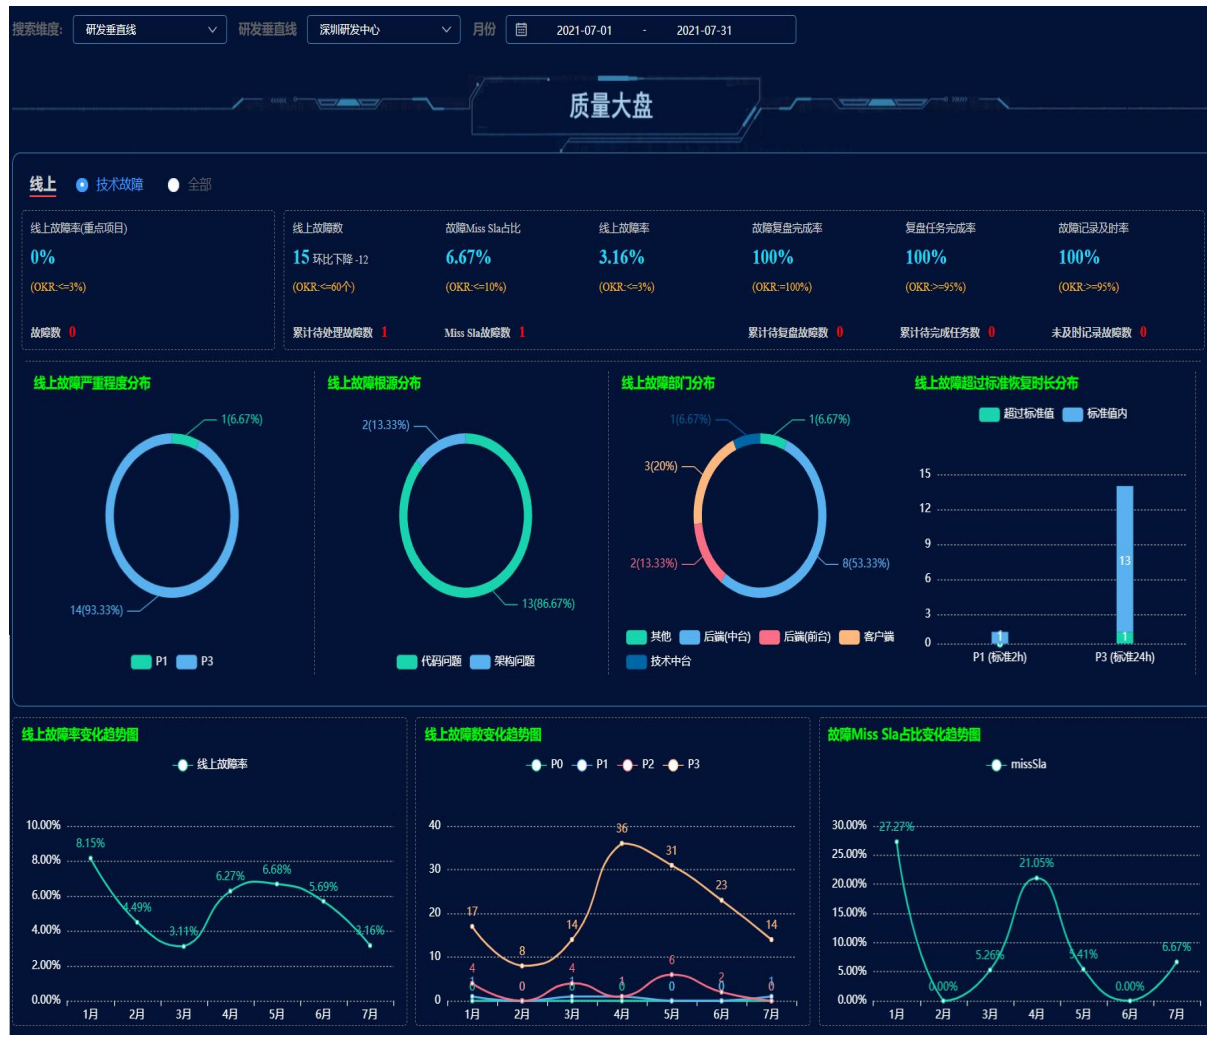 搜索维度: 研发垂直线 研发垂直线 深圳研发中心 月份 2021-07-01 - 2021-07-31
质量大盘
线上 技术故障 全部
线上故障率(重点项目) 线上故障数 故障Miss Sla占比 线上故障率 故障复盘完成率 复盘任务完成率 故障记录及时率
0% 15 环比下降 -12 6.67% 3.16% 100% 100% 100%
(OKR:<=3%) (OKR:<=60个) (OKR:<=10%) (OKR:<=3%) (OKR:=100%) (OKR:>=95%) (OKR:>=95%)
故障数 0 累计待处理故障数 1 Miss Sla故障数 1 累计待复盘故障数 0 累计待完成任务数 0 未及时记录故障数 0
线上故障严重程度分布
1(6.67%)
14(93.33%)
P1 P3
线上故障根源分布
2(13.33%)
13(86.67%)
代码问题 架构问题
线上故障部门分布
1(6.67%) 1(6.67%)
3(20%)
2(13.33%) 8(53.33%)
其他 后端(中台) 后端(前台) 客户端
技术中台
线上故障超过标准恢复时长分布
超过标准值 标准值内
15
12
9
13
6
3
1 1
0 0
P1 (标准2h) P3 (标准24h)
线上故障率变化趋势图
线上故障率
10.00%
8.15%
8.00%
6.27% 6.68%
6.00% 5.69%
4.49%
4.00% 3.11% 3.16%
2.00%
0.00%
1月 2月 3月 4月 5月 6月 7月
线上故障数变化趋势图
P0 P1 P2 P3
40
36
31
30
23
20
17
14 14
10
8
4 4 6 2
1 0 1 1 0 0 1
0
1月 2月 3月 4月 5月 6月 7月
故障Miss Sla占比变化趋势图
missSla
30.00% 27.27%
25.00%
21.05%
20.00%
15.00%
10.00%
5.26% 5.41% 6.67%
5.00%
0.00% 0.00%
0.00%
1月 2月 3月 4月 5月 6月 7月